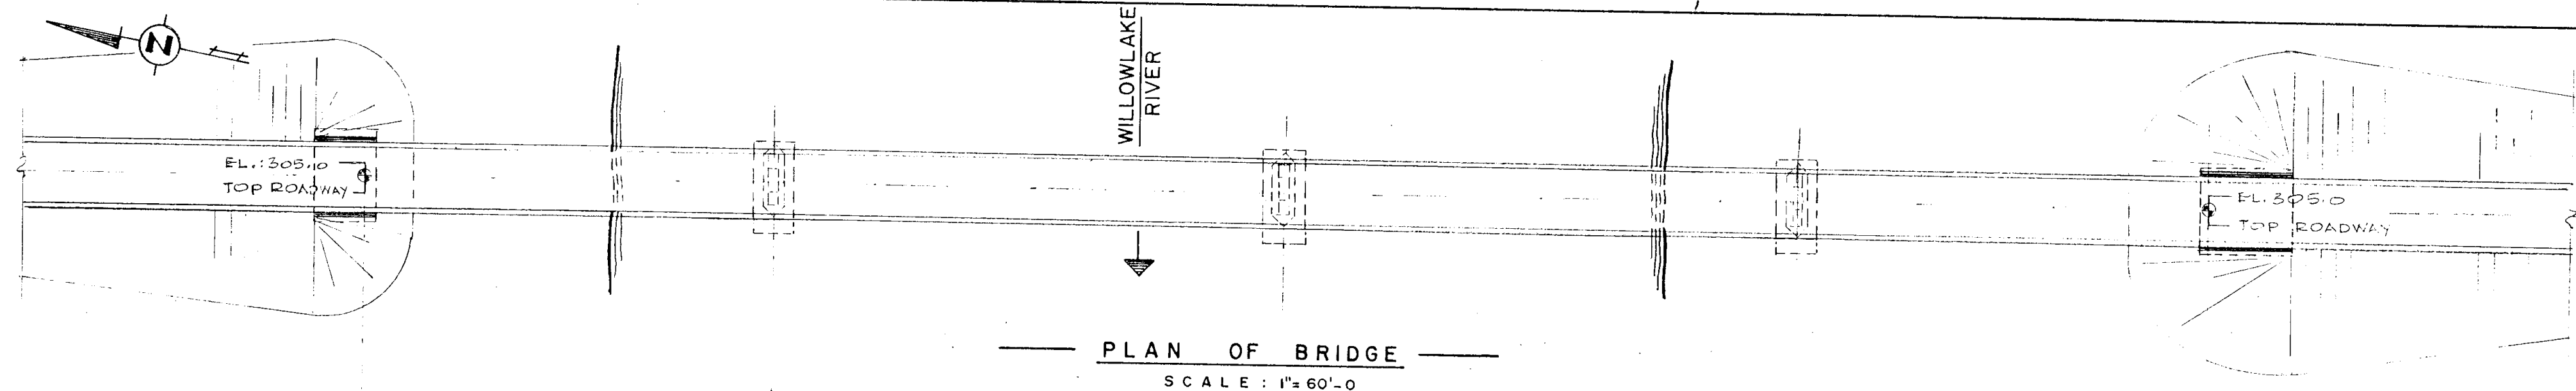 N
WILLOWLAKE
RIVER
EL.:305.10
TOP ROADWAY
EL.305.0
TOP ROADWAY
PLAN OF BRIDGE
SCALE : 1"= 60'-0